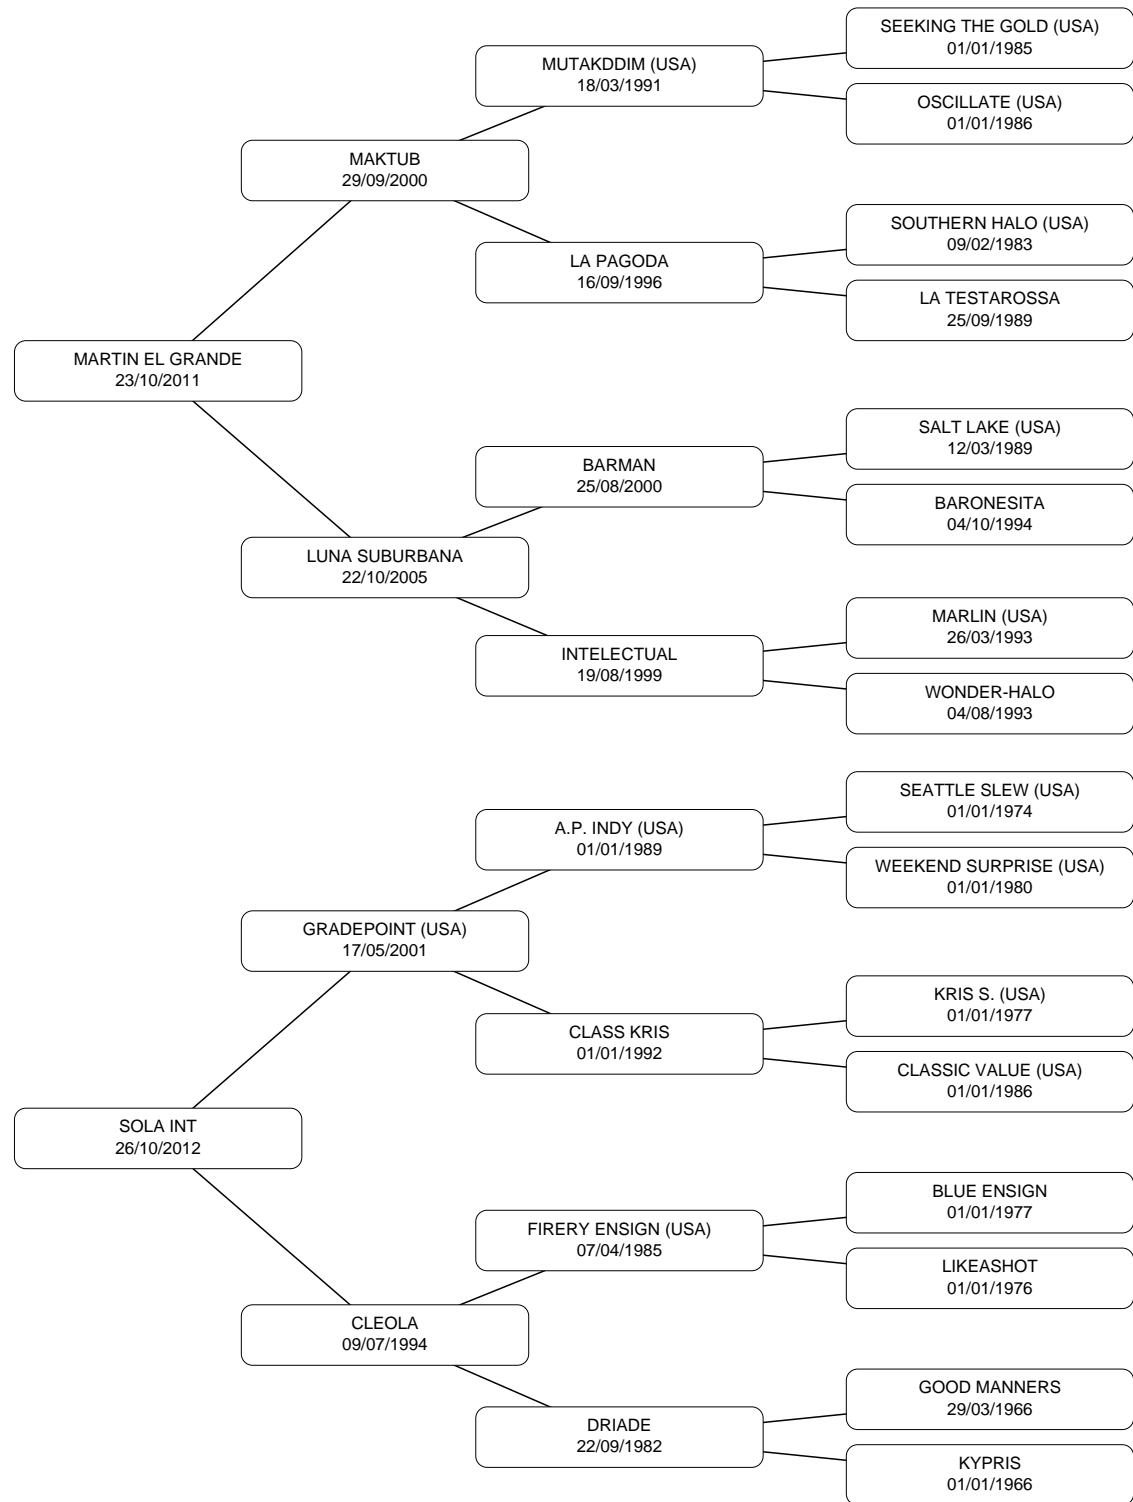 SEEKING THE GOLD (USA)
01/01/1985
MUTAKDDIM (USA)
18/03/1991
OSCILLATE (USA)
01/01/1986
MAKTUB
29/09/2000
SOUTHERN HALO (USA)
09/02/1983
LA PAGODA
16/09/1996
LA TESTAROSSA
25/09/1989
MARTIN EL GRANDE
23/10/2011
SALT LAKE (USA)
12/03/1989
BARMAN
25/08/2000
BARONESITA
04/10/1994
LUNA SUBURBANA
22/10/2005
MARLIN (USA)
26/03/1993
INTELECTUAL
19/08/1999
WONDER-HALO
04/08/1993
SEATTLE SLEW (USA)
01/01/1974
A.P. INDY (USA)
01/01/1989
WEEKEND SURPRISE (USA)
01/01/1980
GRADEPOINT (USA)
17/05/2001
KRIS S. (USA)
01/01/1977
CLASS KRIS
01/01/1992
CLASSIC VALUE (USA)
01/01/1986
SOLA INT
26/10/2012
BLUE ENSIGN
01/01/1977
FIRERY ENSIGN (USA)
07/04/1985
LIKEASHOT
01/01/1976
CLEOLA
09/07/1994
GOOD MANNERS
29/03/1966
DRIADE
22/09/1982
KYPRIS
01/01/1966